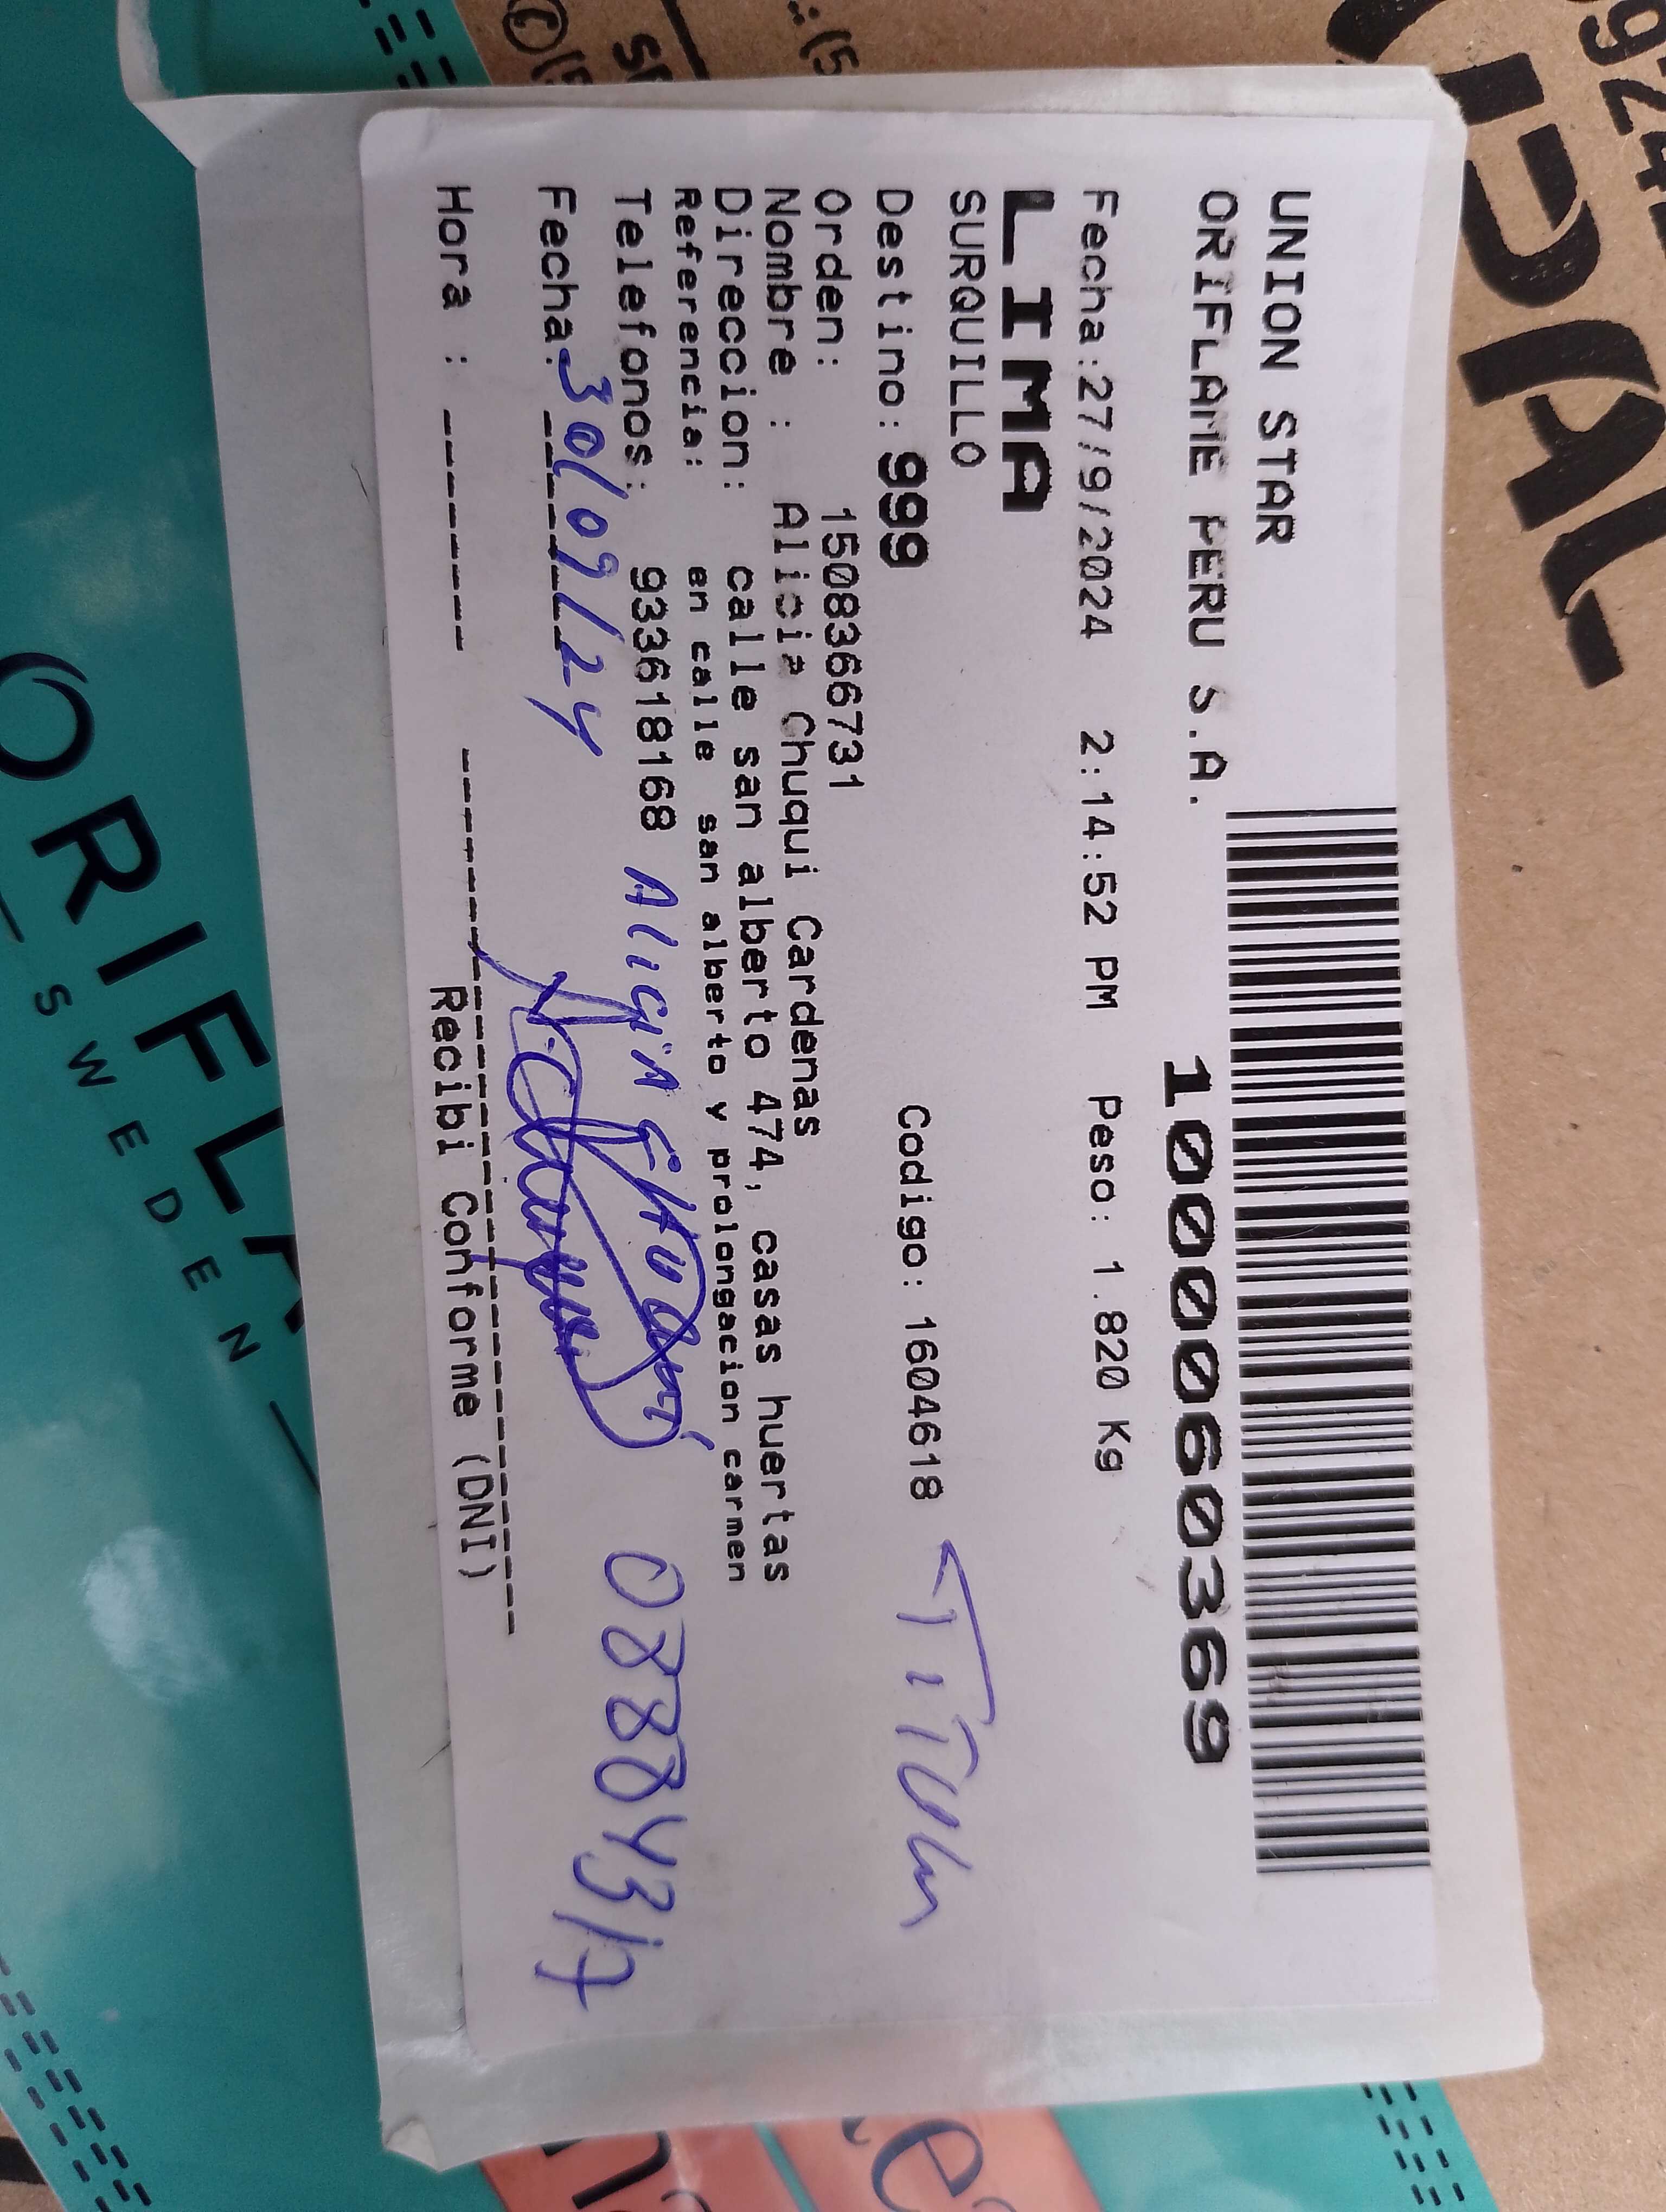 UNION STAR
ORIFLAME PERU S.A.
1000060369
Fecha:27/9/2024 2:14:52 PM Peso: 1.820 Kg
LIMA
SURQUILLO
Destino: 999 Codigo: 1604618
Orden: 1508366731
Nombre : Alicia Chuqui Cardenas
Direccion: calle san alberto 474, casas huertas
Referencia: en calle san alberto y prolongacion carmen
Telefonos: 933618168
Fecha: 30/09/24
Hora :
Recibi Conforme (DNI)
ORIFLA
SWEDEN